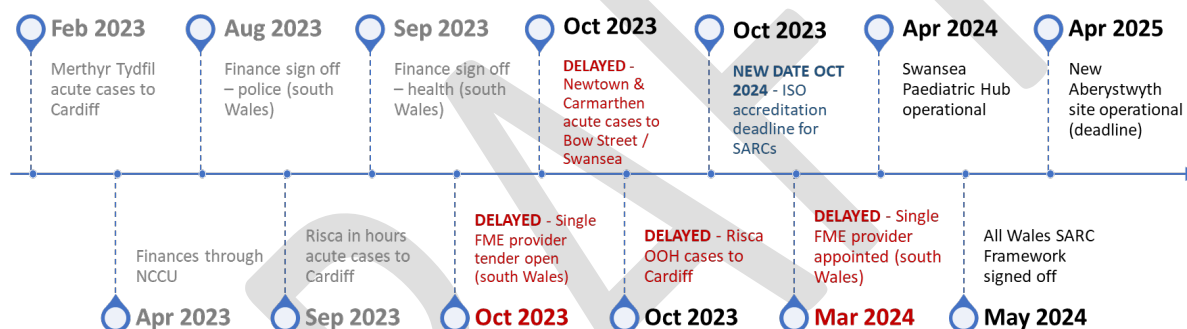 Feb 2023
Merthyr Tydfil
acute cases to
Cardiff
Aug 2023
Finance sign off
– police (south
Wales)
Sep 2023
Finance sign off
– health (south
Wales)
Oct 2023
DELAYED -
Newtown &
Carmarthen
acute cases to
Bow Street /
Swansea
Oct 2023
NEW DATE OCT
2024 - ISO
accreditation
deadline for
SARCs
Apr 2024
Swansea
Paediatric Hub
operational
Apr 2025
New
Aberystwyth
site operational
(deadline)
Finances through
NCCU
Apr 2023
Risca in hours
acute cases to
Cardiff
Sep 2023
DELAYED - Single
FME provider
tender open
(south Wales)
Oct 2023
DELAYED - Risca
OOH cases to
Cardiff
Oct 2023
DELAYED - Single
FME provider
appointed (south
Wales)
Mar 2024
All Wales SARC
Framework
signed off
May 2024